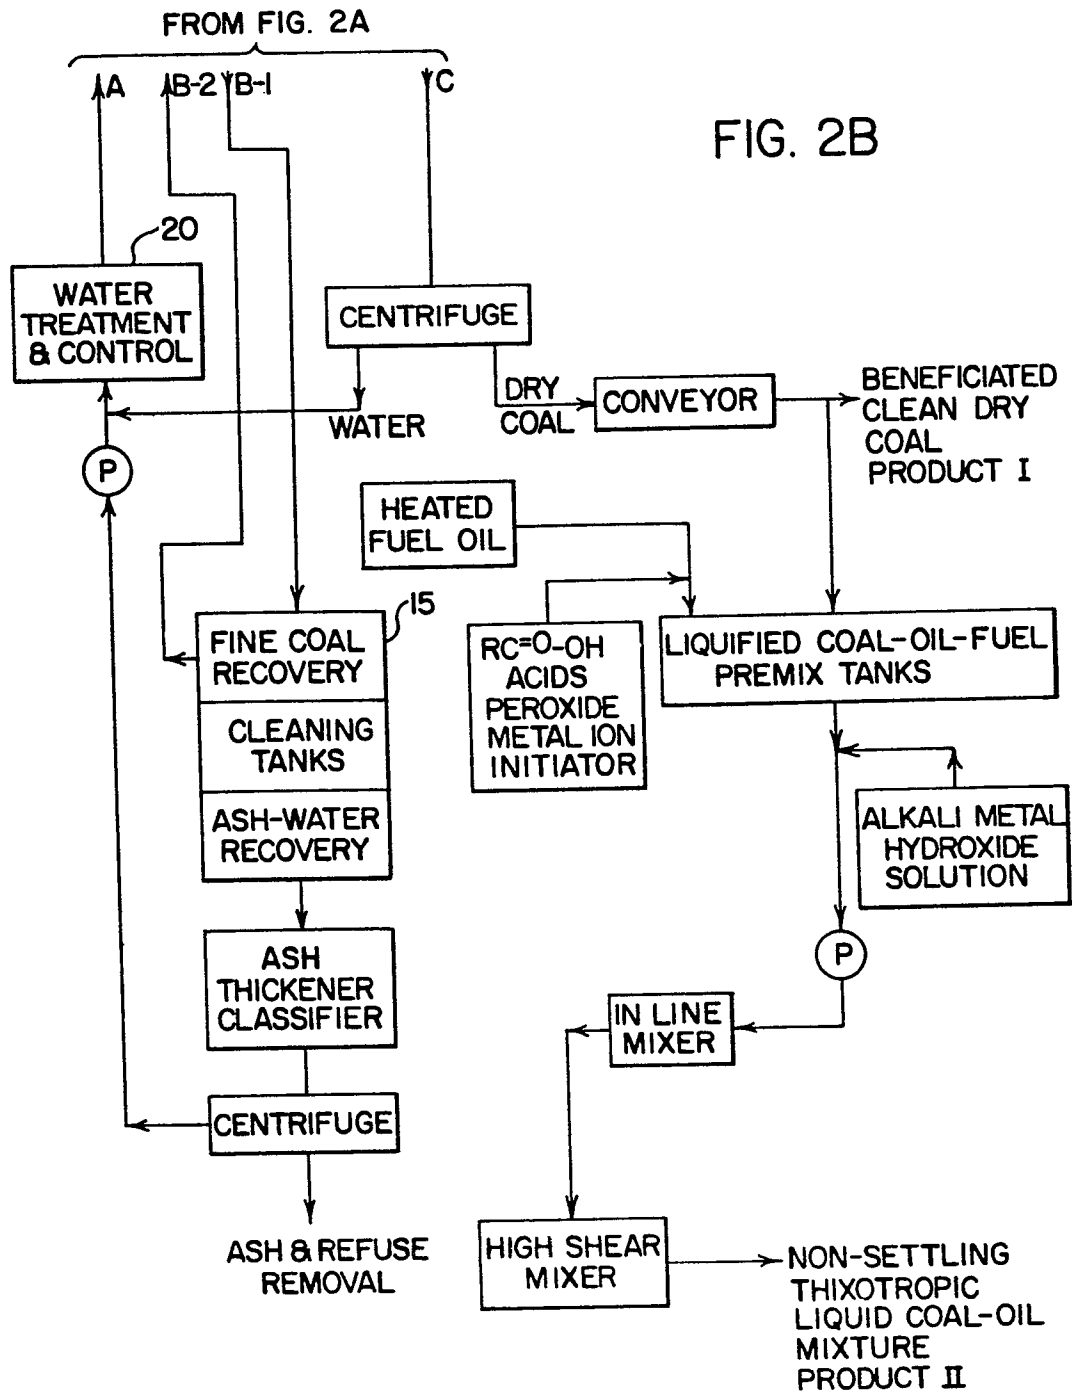 FROM FIG. 2A
A
B-2
B-1
C
FIG. 2B
20
WATER
TREATMENT
& CONTROL
CENTRIFUGE
WATER
DRY
COAL
CONVEYOR
BENEFICIATED
CLEAN DRY
COAL
PRODUCT I
P
HEATED
FUEL OIL
15
FINE COAL
RECOVERY
CLEANING
TANKS
ASH-WATER
RECOVERY
RC=O-OH
ACIDS
PEROXIDE
METAL ION
INITIATOR
LIQUIFIED COAL-OIL-FUEL
PREMIX TANKS
ALKALI METAL
HYDROXIDE
SOLUTION
P
ASH
THICKENER
CLASSIFIER
IN LINE
MIXER
CENTRIFUGE
ASH & REFUSE
REMOVAL
HIGH SHEAR
MIXER
NON-SETTLING
THIXOTROPIC
LIQUID COAL-OIL
MIXTURE
PRODUCT II